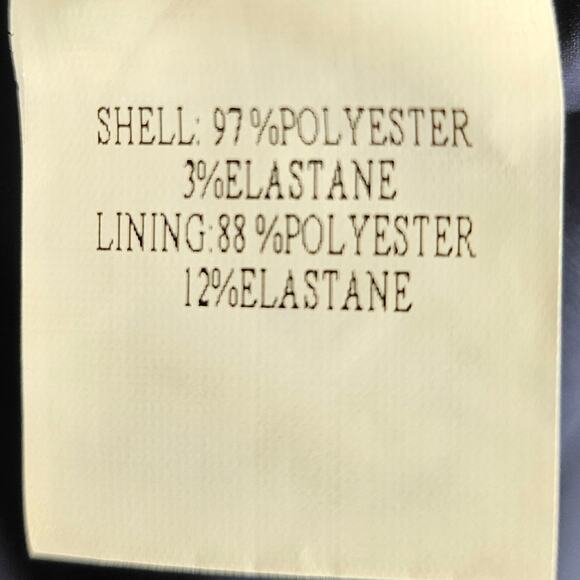 SHELL: 97%POLYESTER
3%ELASTANE
LINING:88%POLYESTER
12%ELASTANE